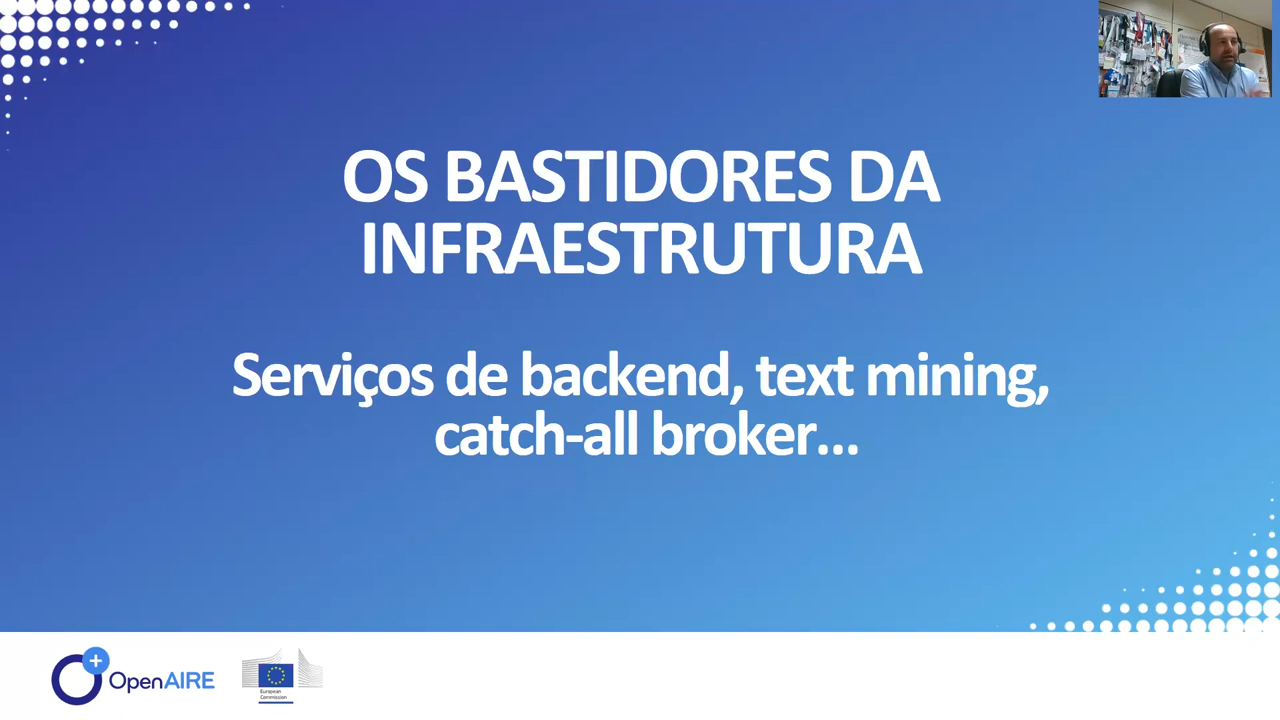 OS BASTIDORES DA
INFRAESTRUTURA
Serviços de backend, text mining,
catch-all broker...
OpenAIRE
European
Commission